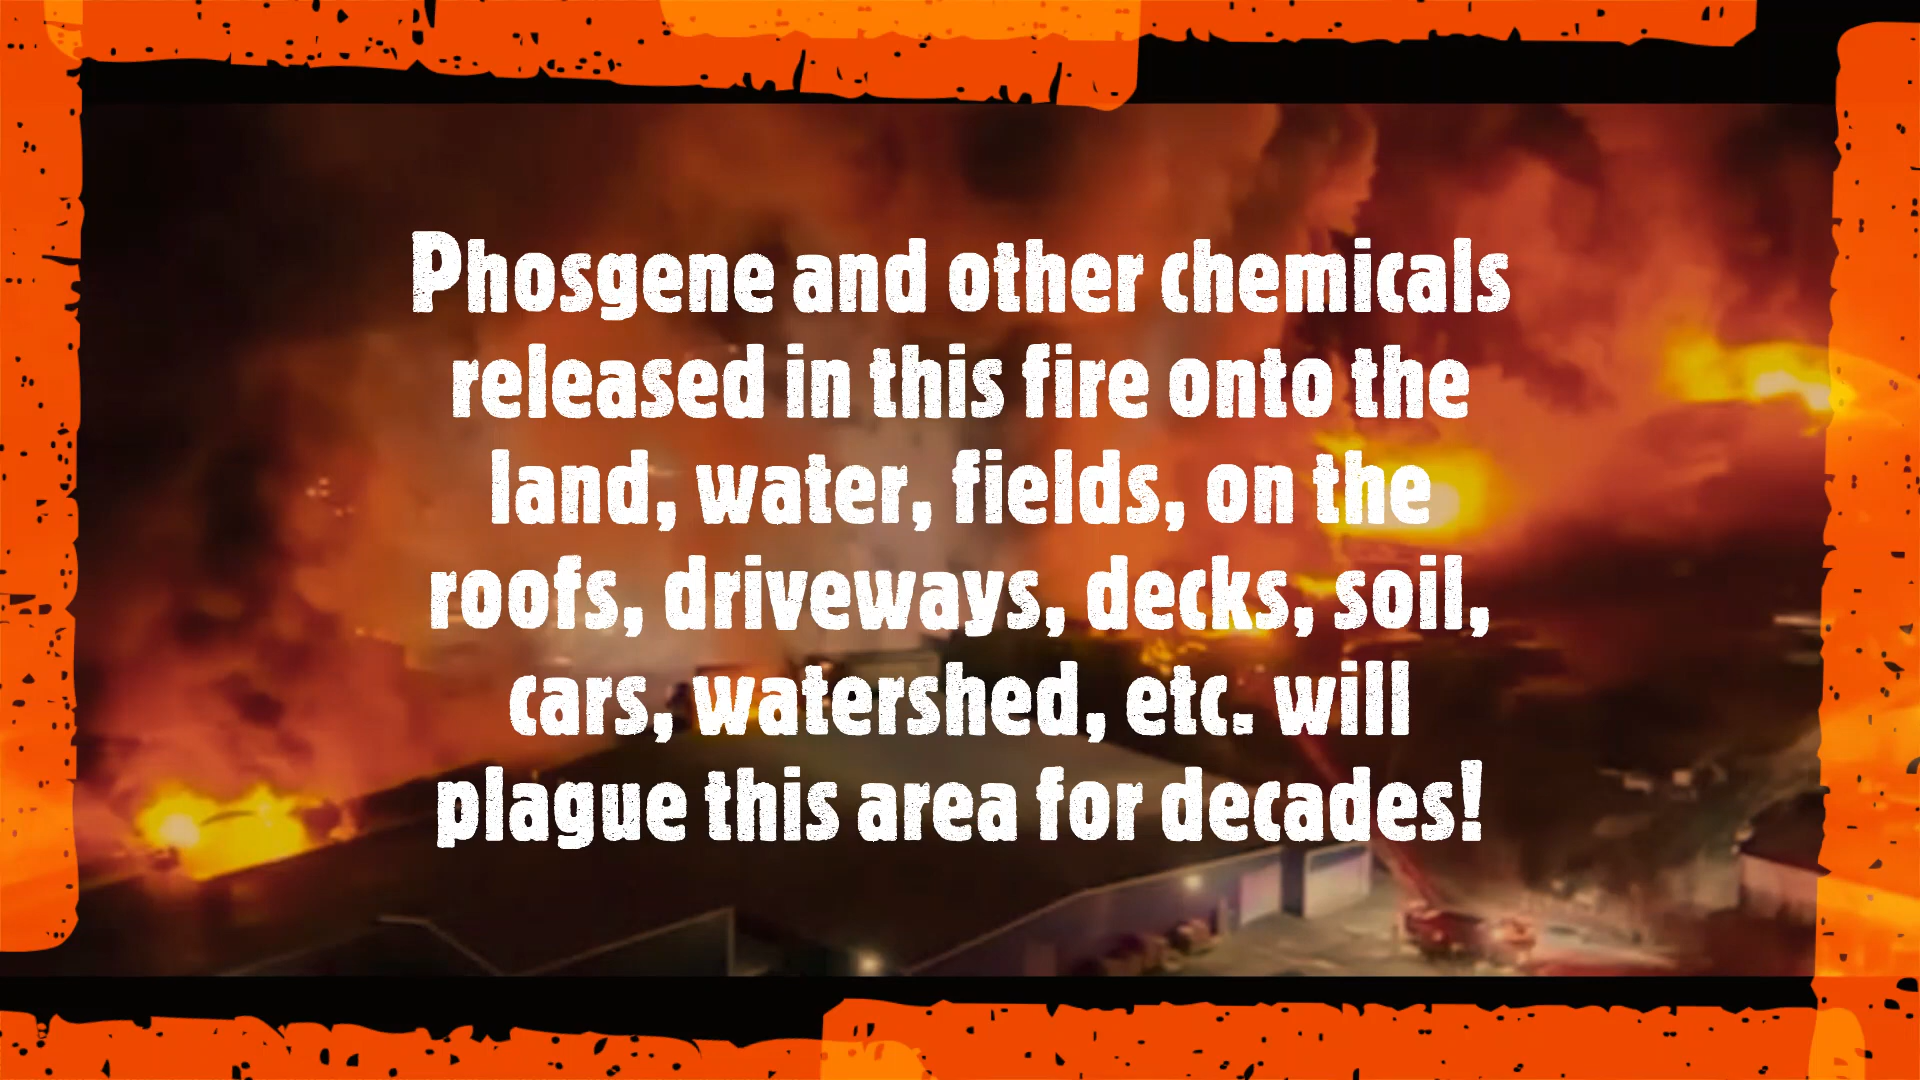 Phosgene and other chemicals
released in this fire onto the
land, water, fields, on the
roofs, driveways, decks, soil,
cars, watershed, etc. will
plague this area for decades!